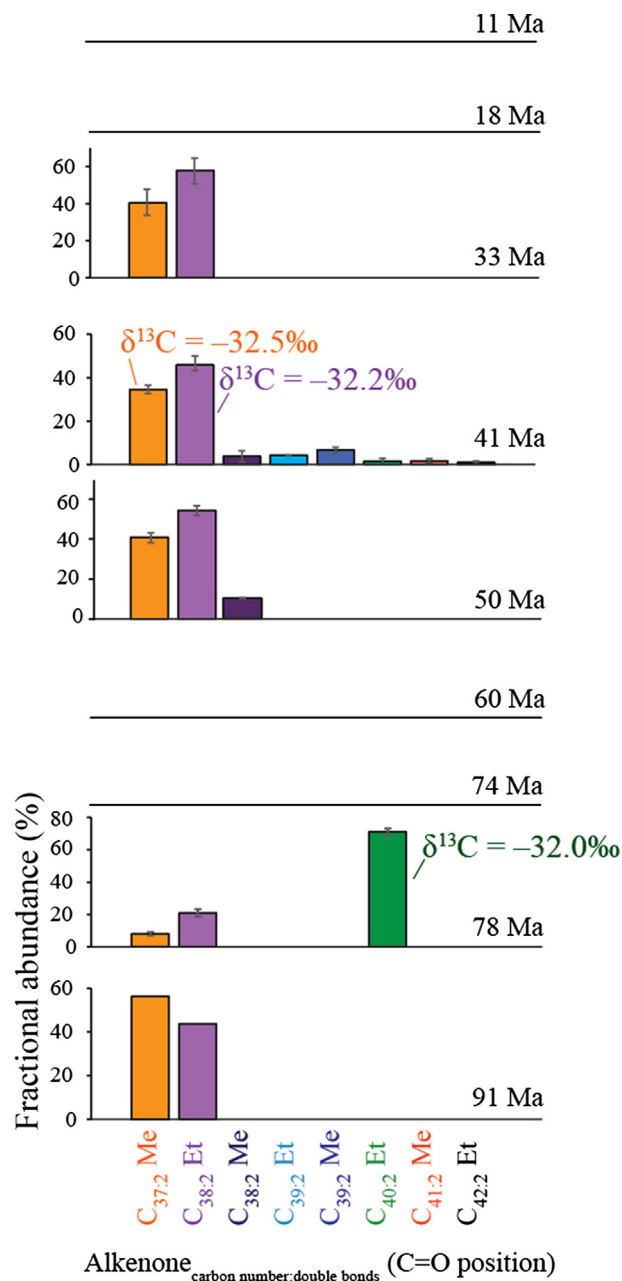 11 Ma
18 Ma
60
40
20
0
33 Ma
60
40
20
0
δ¹³C = –32.5‰
δ¹³C = –32.2‰
41 Ma
60
40
20
0
50 Ma
60 Ma
74 Ma
Fractional abundance (%)
80
60
40
20
0
δ¹³C = –32.0‰
78 Ma
60
40
20
0
91 Ma
C₃₇:₂ Me
C₃₈:₂ Et
C₃₈:₂ Me
C₃₉:₂ Et
C₃₉:₂ Me
C₄₀:₂ Et
C₄₁:₂ Me
C₄₂:₂ Et
Alkenone carbon number:double bonds (C=O position)